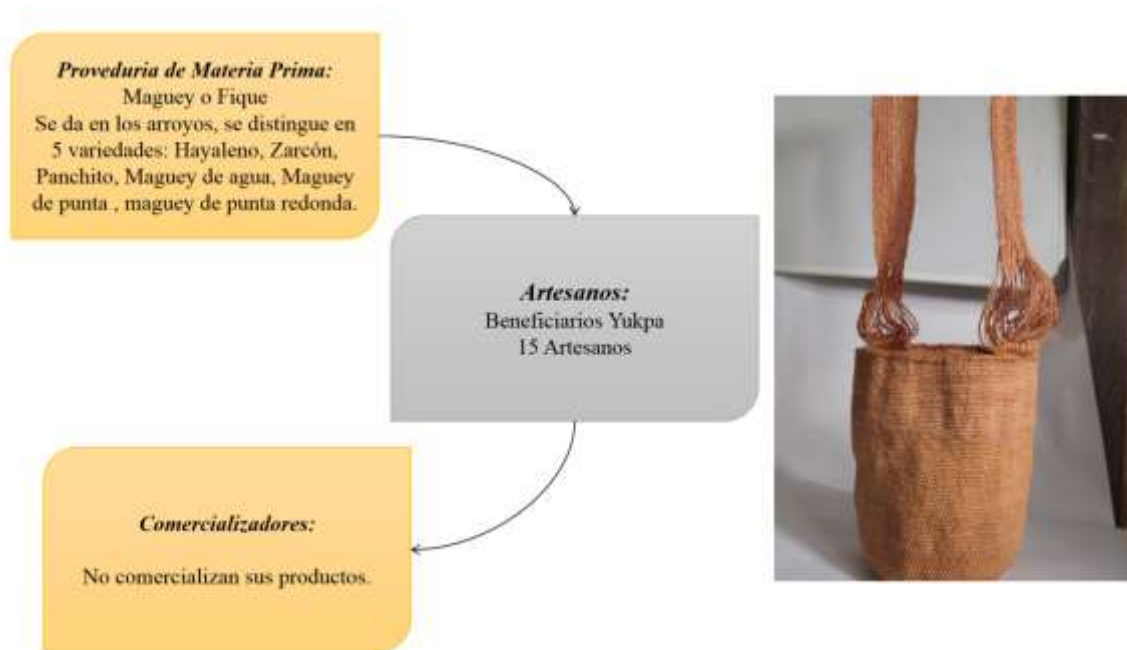 Proveduria de Materia Prima:
Maguey o Fique
Se da en los arroyos, se distingue en
5 variedades: Hayaleno, Zarcón,
Panchito, Maguey de agua, Maguey
de punta , maguey de punta redonda.
Artesanos:
Beneficiarios Yukpa
15 Artesanos
Comercializadores:
No comercializan sus productos.